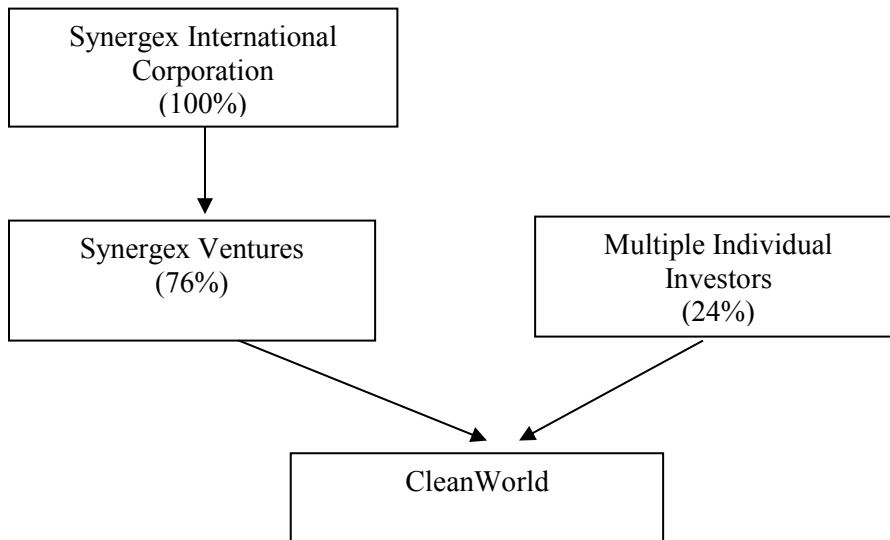 Synergex International
Corporation
(100%)
Synergex Ventures
(76%)
Multiple Individual
Investors
(24%)
CleanWorld